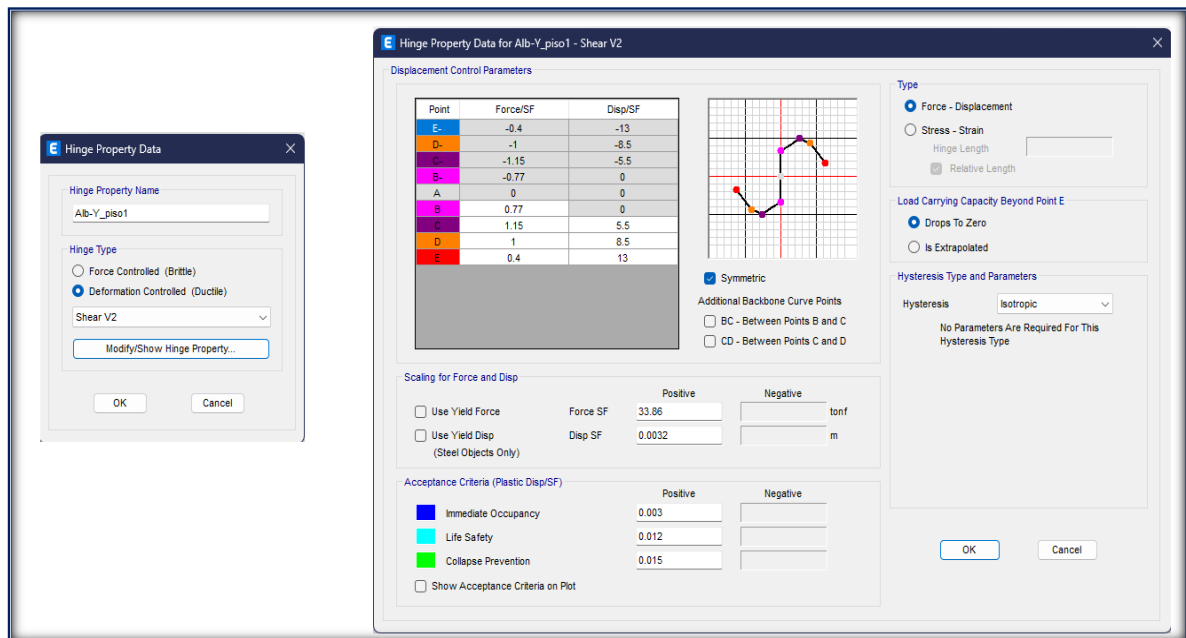 Hinge Property Data
Hinge Property Name
Alb-Y_piso1
Hinge Type
Force Controlled (Brittle)
Deformation Controlled (Ductile)
Shear V2
Modify/Show Hinge Property...
OK Cancel
E Hinge Property Data for Alb-Y_piso1 - Shear V2
Displacement Control Parameters
Point Force/SF Disp/SF
E- -0.4 -13
D- -1 -8.5
C- -1.15 -5.5
B- -0.77 0
A 0 0
B 0.77 0
C 1.15 5.5
D 1 8.5
E 0.4 13
Symmetric
Additional Backbone Curve Points
BC - Between Points B and C
CD - Between Points C and D
Scaling for Force and Disp
Positive Negative
Use Yield Force Force SF 33.86 tonf
Use Yield Disp Disp SF 0.0032 m
(Steel Objects Only)
Acceptance Criteria (Plastic Disp/SF)
Positive Negative
Immediate Occupancy 0.003
Life Safety 0.012
Collapse Prevention 0.015
Show Acceptance Criteria on Plot
Type
Force - Displacement
Stress - Strain
Hinge Length
Relative Length
Load Carrying Capacity Beyond Point E
Drops To Zero
Is Extrapolated
Hysteresis Type and Parameters
Hysteresis Isotropic
No Parameters Are Required For This
Hysteresis Type
OK Cancel